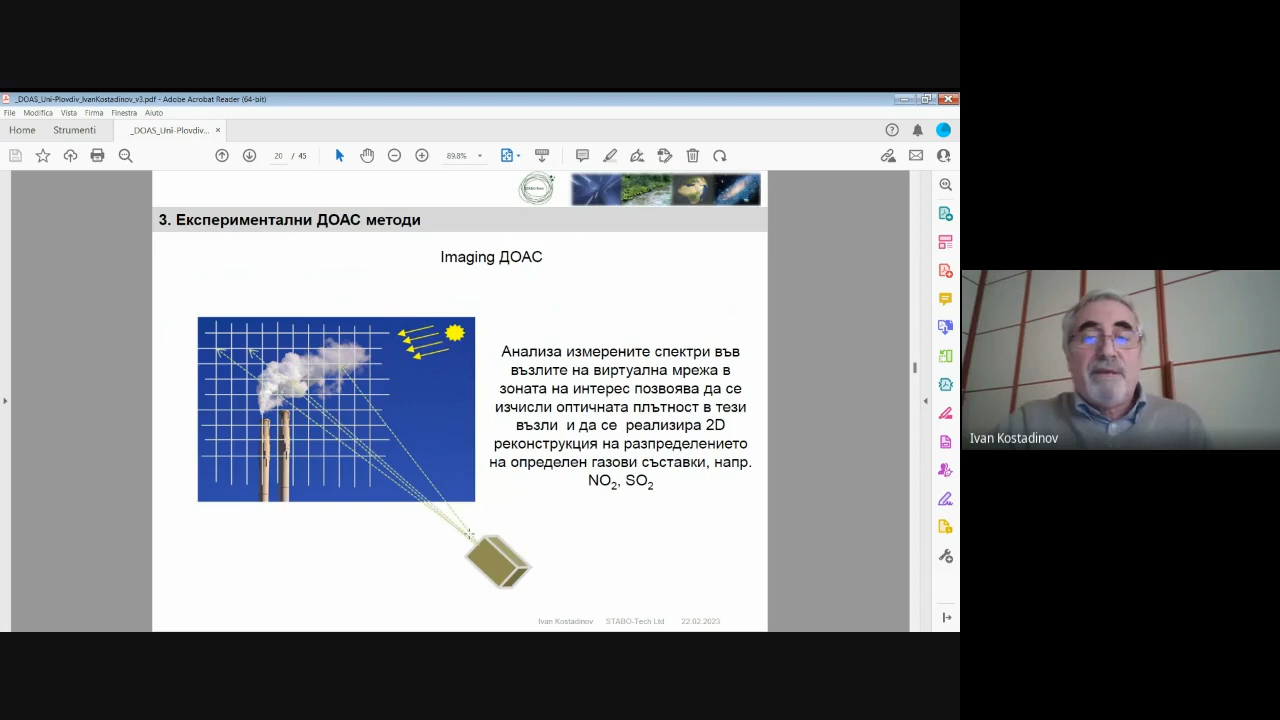 _DOAS_Uni-Plovdiv_IvanKostadinov_v3.pdf - Adobe Acrobat Reader (64-bit)
File Modifica Vista Firma Finestra Aiuto
Home Strumenti _DOAS_Uni-Plovdiv... ×
20 / 45 89.8%
3. Експериментални ДОАС методи
Imaging ДОАС
Анализа измерените спектри във
възлите на виртуална мрежа в
зоната на интерес позвоява да се
изчисли оптичната плътност в тези
възли и да се реализира 2D
реконструкция на разпределението
на определен газови съставки, напр.
NO2, SO2
Ivan Kostadinov STABO-Tech Ltd 22.02.2023
Ivan Kostadinov